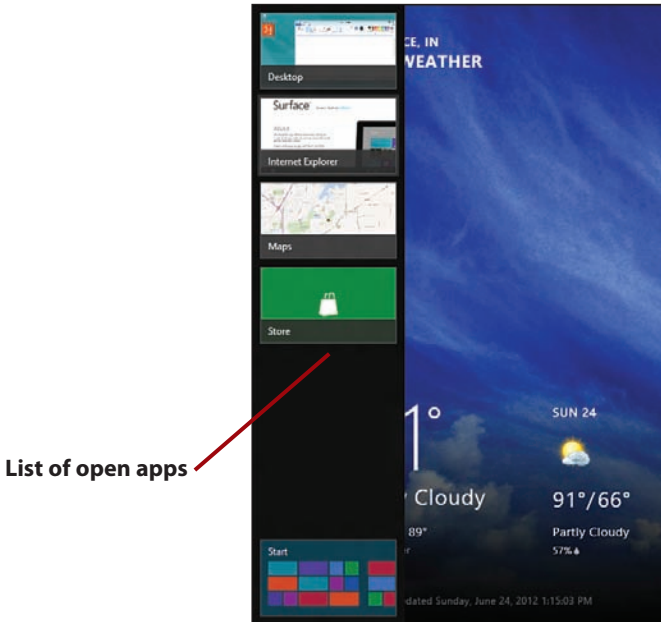 Desktop
Surface
Internet Explorer
Maps
Store
Start
List of open apps
CE, IN
WEATHER
1°
Cloudy
89°
SUN 24
91°/66°
Partly Cloudy
57%
dated Sunday, June 24, 2012 1:15:03 PM